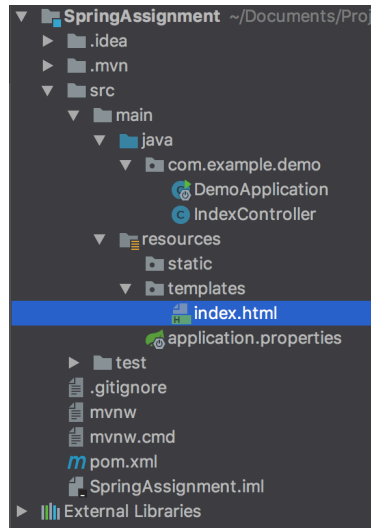 SpringAssignment ~/Documents/Proj
.idea
.mvn
src
main
java
com.example.demo
DemoApplication
IndexController
resources
static
templates
index.html
application.properties
test
.gitignore
mvnw
mvnw.cmd
pom.xml
SpringAssignment.iml
External Libraries